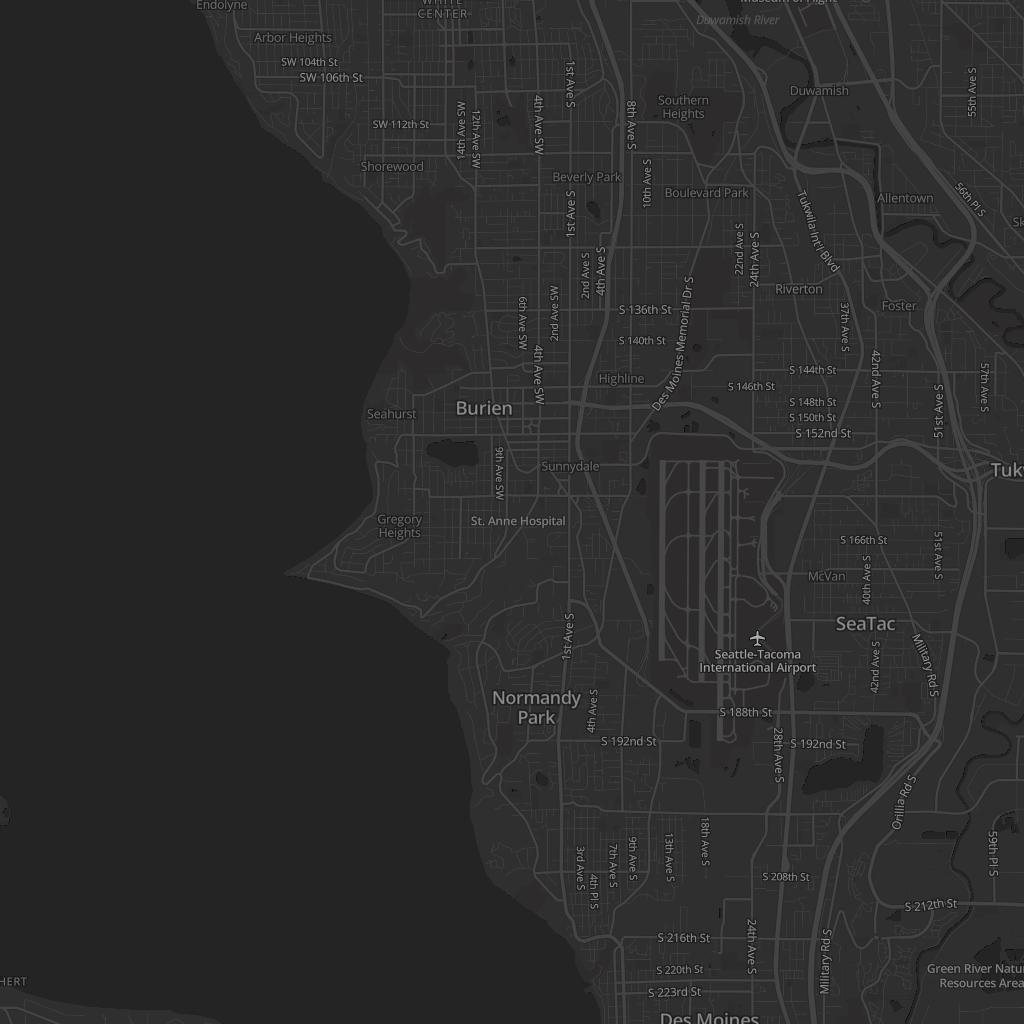 Endolyne
WHITE
CENTER
Museum of Flight
Duwamish River
Arbor Heights
SW 104th St
SW 106th St
1st Ave S
8th Ave S
Southern
Heights
Duwamish
55th Ave S
14th Ave SW
12th Ave SW
4th Ave SW
SW 112th St
Shorewood
Beverly Park
10th Ave S
Boulevard Park
Allentown
56th Pl S
1st Ave S
Tukwila Int'l Blvd
22nd Ave S
24th Ave S
2nd Ave S
4th Ave S
Riverton
Foster
6th Ave SW
2nd Ave SW
S 136th St
Des Moines Memorial Dr S
37th Ave S
S 140th St
4th Ave SW
Highline
S 144th St
S 146th St
42nd Ave S
57th Ave S
51st Ave S
S 148th St
S 150th St
S 152nd St
Seahurst
Burien
9th Ave SW
Sunnydale
Tukw
Gregory
Heights
St. Anne Hospital
S 166th St
51st Ave S
McVan
40th Ave S
SeaTac
1st Ave S
Seattle-Tacoma
International Airport
42nd Ave S
Military Rd S
Normandy
Park
4th Ave S
S 188th St
S 192nd St
28th Ave S
S 192nd St
Orillia Rd S
3rd Ave S
4th Pl S
7th Ave S
9th Ave S
13th Ave S
18th Ave S
59th Pl S
S 208th St
S 212th St
24th Ave S
S 216th St
Military Rd S
S 220th St
S 223rd St
Green River Natu
Resources Area
HERT
Des Moines